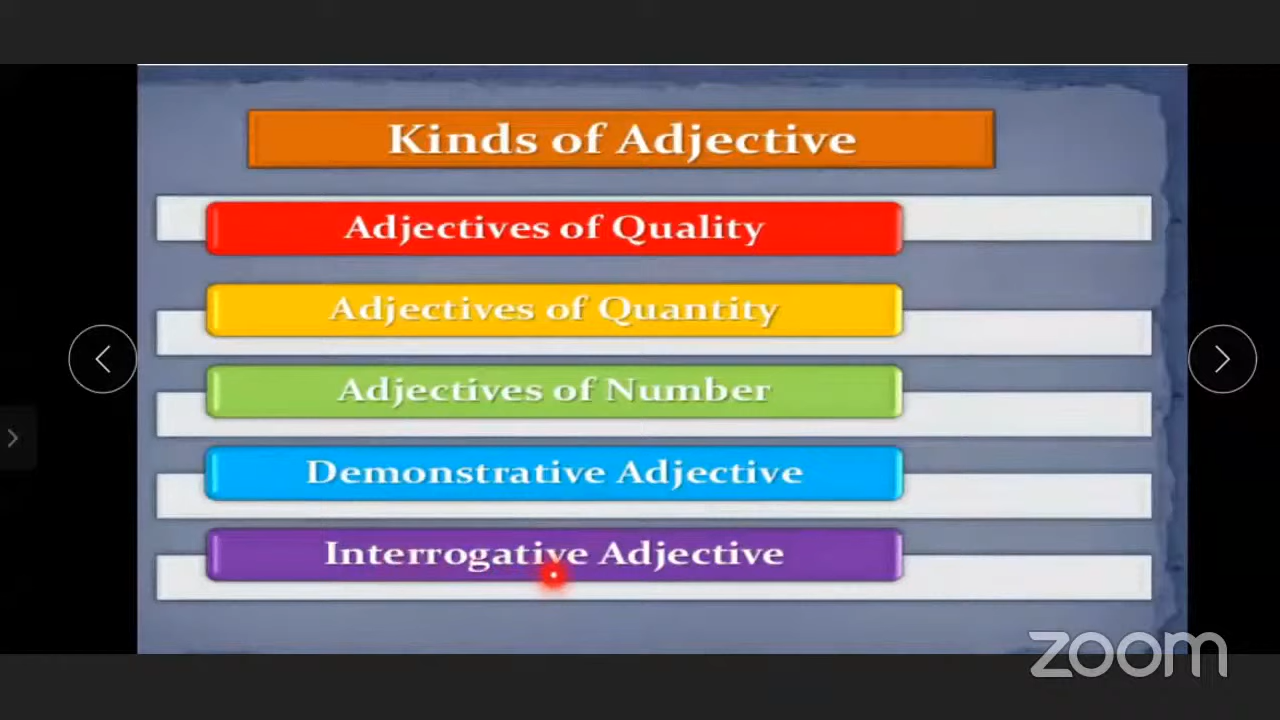 Kinds of Adjective
Adjectives of Quality
Adjectives of Quantity
Adjectives of Number
Demonstrative Adjective
Interrogative Adjective
zoom